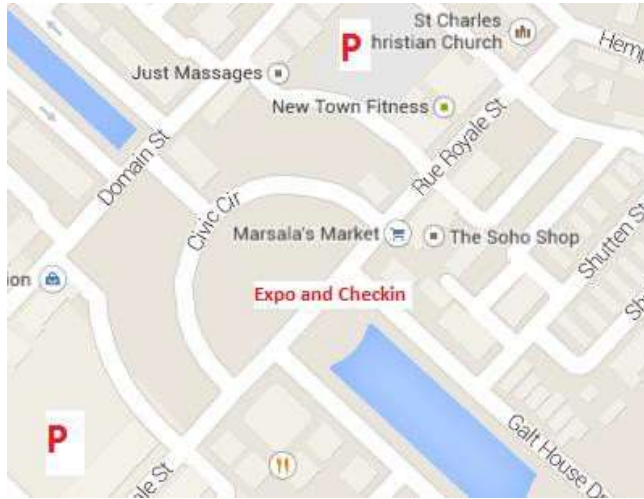 St Charles
hristian Church
P
Hemp
Just Massages
New Town Fitness
Domain St
Rue Royale St
Civic Cir
Marsala's Market
The Soho Shop
Shutten St
ion
Expo and Checkin
Sh
P
Galt House Dr
ale St